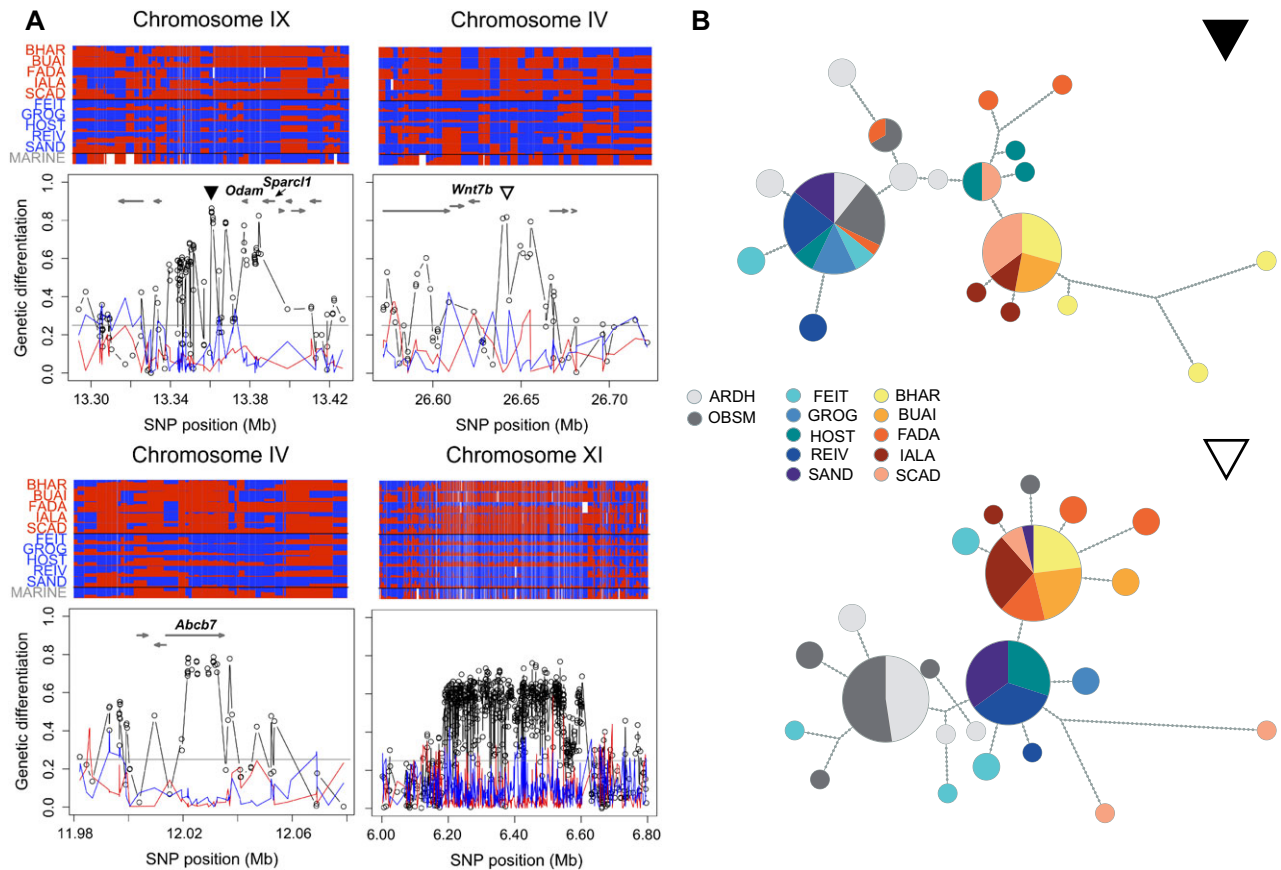 A
Chromosome IX
Chromosome IV
BHAR
BUAI
FADA
IALA
SCAD
FEIT
GROG
HOST
REIV
SAND
MARINE
Genetic differentiation
1.0
0.8
0.6
0.4
0.2
0.0
Odam
Sparcl1
Wnt7b
13.30
13.34
13.38
13.42
26.60
26.65
26.70
SNP position (Mb)
SNP position (Mb)
Chromosome IV
Chromosome XI
BHAR
BUAI
FADA
IALA
SCAD
FEIT
GROG
HOST
REIV
SAND
MARINE
Genetic differentiation
1.0
0.8
0.6
0.4
0.2
0.0
Abcb7
11.98
12.02
12.06
6.00
6.20
6.40
6.60
6.80
SNP position (Mb)
SNP position (Mb)
B
ARDH
OBSM
FEIT
GROG
HOST
REIV
SAND
BHAR
BUAI
FADA
IALA
SCAD